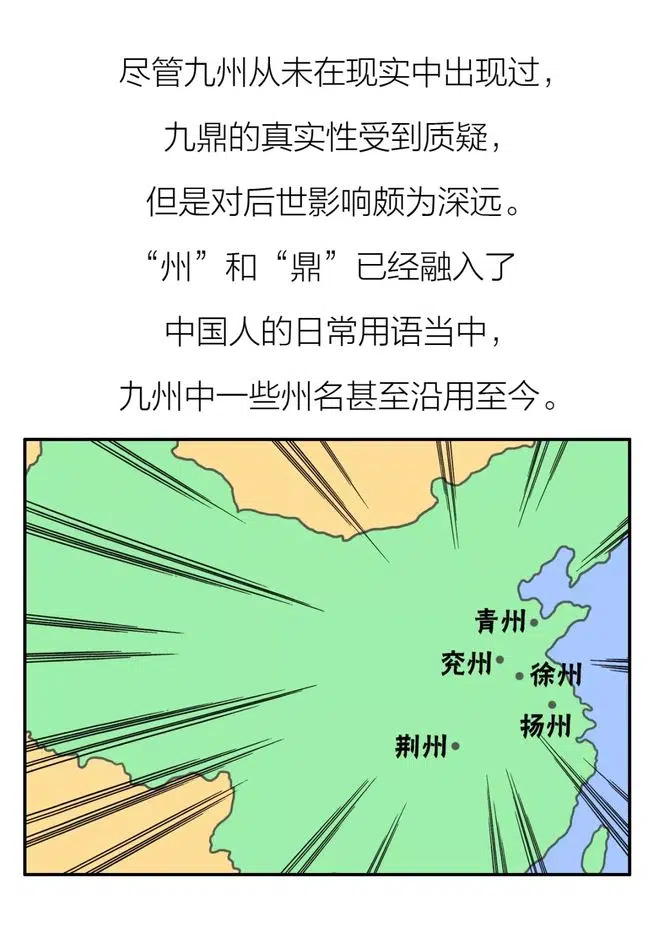 尽管九州从未在现实中出现过，
九鼎的真实性受到质疑，
但是对后世影响颇为深远。
“州”和“鼎”已经融入了
中国人的日常用语当中，
九州中一些州名甚至沿用至今。
青州
兖州
徐州
扬州
荆州